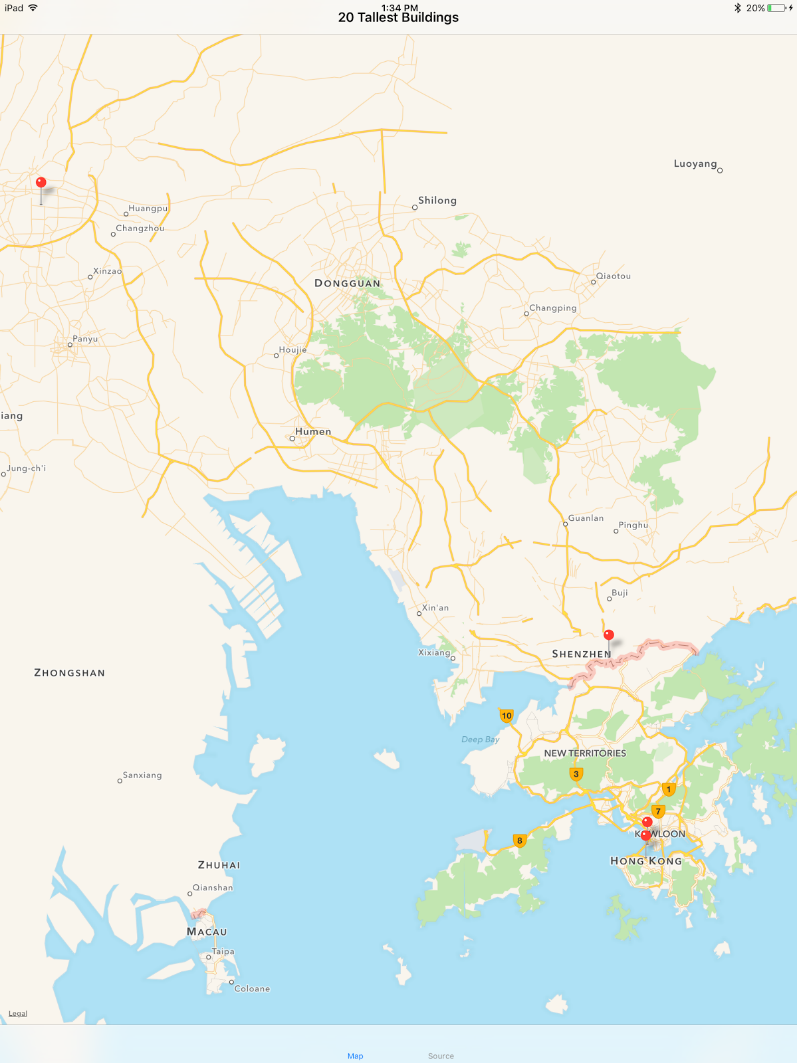 iPad 1:34 PM 20%
20 Tallest Buildings
Luoyang
Shilong
Huangpu
Changzhou
Xinzao
Qiaotou
DONGGUAN
Changping
Panyu
Houjie
iang
Humen
Jung-ch'i
Guanlan
Pinghu
Buji
Xin'an
Xixiang
SHENZHEN
ZHONGSHAN
10
Deep Bay
NEW TERRITORIES
3
Sanxiang
1
7
KOWLOON
8
HONG KONG
ZHUHAI
Qianshan
MACAU
Taipa
Coloane
Legal
Map Source